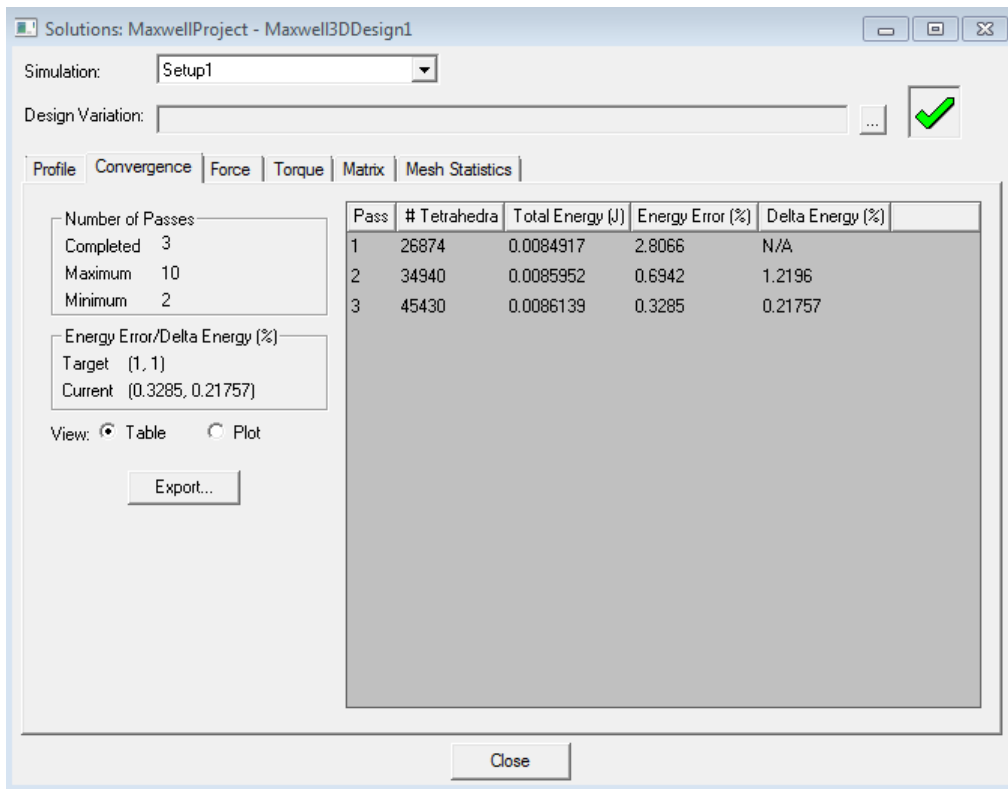 Solutions: MaxwellProject - Maxwell3DDesign1
Simulation: Setup1
Design Variation: ...
Profile Convergence Force Torque Matrix Mesh Statistics
Number of Passes
Completed 3
Maximum 10
Minimum 2
Energy Error/Delta Energy (%)
Target (1, 1)
Current (0.3285, 0.21757)
View: Table Plot
Export...
Pass # Tetrahedra Total Energy (J) Energy Error (%) Delta Energy (%)
1 26874 0.0084917 2.8066 N/A
2 34940 0.0085952 0.6942 1.2196
3 45430 0.0086139 0.3285 0.21757
Close